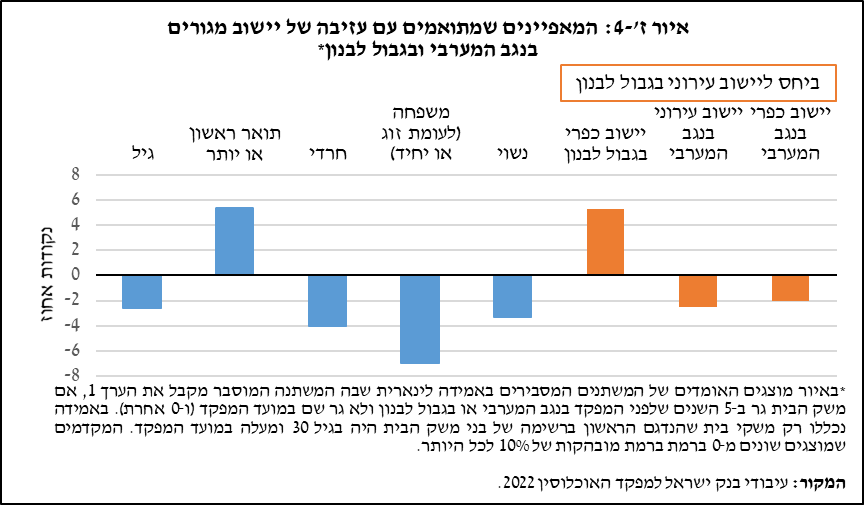 איור ז'-4: המאפיינים שמתואמים עם עזיבה של יישוב מגורים
בנגב המערבי ובגבול לבנון*
ביחס ליישוב עירוני בגבול לבנון
יישוב כפרי
בנגב
המערבי
יישוב עירוני
בנגב
המערבי
יישוב כפרי
בגבול לבנון
נשוי
משפחה
(לעומת זוג
או יחיד)
חרדי
תואר ראשון
או יותר
גיל
נקודות אחוז
8
6
4
2
0
-2
-4
-6
-8
*באיור מוצגים האומדים של המשתנים המסבירים באמידה לינארית שבה המשתנה המוסבר מקבל את הערך 1, אם
משק הבית גר ב-5 השנים שלפני המפקד בנגב המערבי או בגבול לבנון ולא גר שם במועד המפקד (ו-0 אחרת). באמידה
נכללו רק משקי בית שהנדגם הראשון ברשימה של בני משק הבית היה בגיל 30 ומעלה במועד המפקד. המקדמים
שמוצגים שונים מ-0 ברמת ברמת מובהקות של 10% לכל היותר.
המקור: עיבודי בנק ישראל למפקד האוכלוסין 2022.